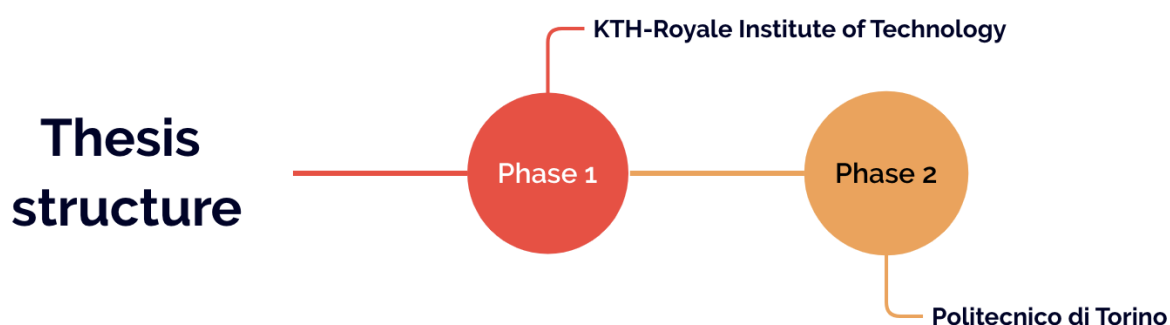 KTH-Royale Institute of Technology
Thesis
structure
Phase 1
Phase 2
Politecnico di Torino